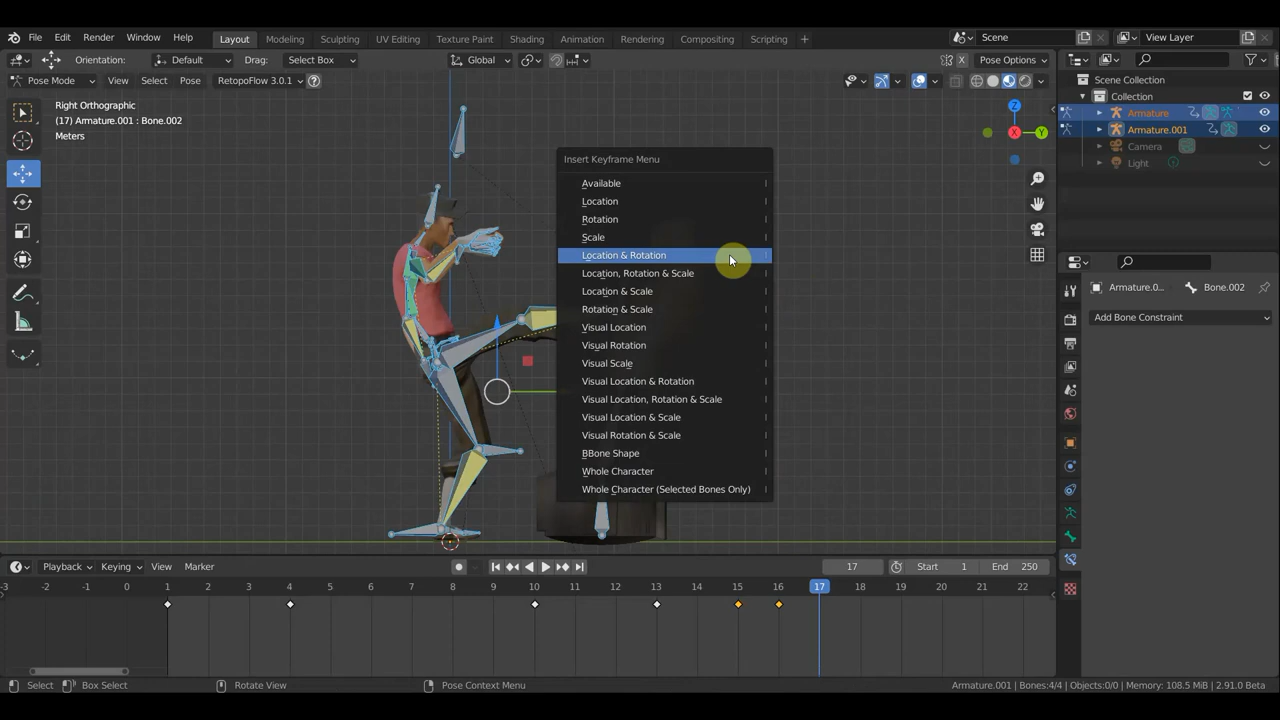 File Edit Render Window Help Layout Modeling Sculpting UV Editing Texture Paint Shading Animation Rendering Compositing Scripting + Scene View Layer
Orientation: Default Drag: Select Box Global Pose Options
Pose Mode View Select Pose RetopoFlow 3.0.1
Right Orthographic
(17) Armature.001 : Bone.002
Meters
Z
X
Y
Scene Collection
Collection
Armature
Armature.001
Camera
Light
Insert Keyframe Menu
Available I
Location I
Rotation I
Scale I
Location & Rotation I
Location, Rotation & Scale I
Location & Scale I
Rotation & Scale I
Visual Location I
Visual Rotation I
Visual Scale I
Visual Location & Rotation I
Visual Location, Rotation & Scale I
Visual Location & Scale I
Visual Rotation & Scale I
BBone Shape I
Whole Character I
Whole Character (Selected Bones Only) I
Armature.0... Bone.002
Add Bone Constraint
Playback Keying View Marker 17 Start 1 End 250
-3 -2 -1 0 1 2 3 4 5 6 7 8 9 10 11 12 13 14 15 16 17 18 19 20 21 22
Select Box Select Rotate View Pose Context Menu Armature.001 | Bones:4/4 | Objects:0/0 | Memory: 108.5 MiB | 2.91.0 Beta